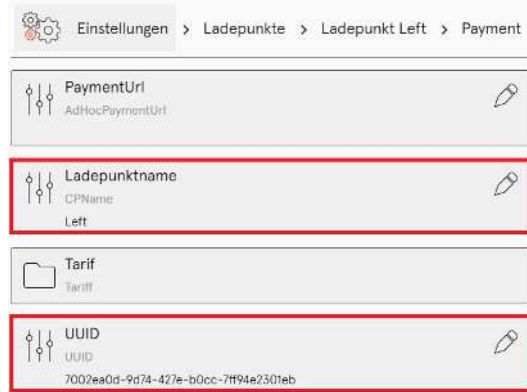 Einstellungen > Ladepunkte > Ladepunkt Left > Payment
PaymentUrl
AdHocPaymentUrl
Ladepunktname
CPName
Left
Tarif
Tariff
UUID
UUID
7002ea0d-9d74-427e-b0cc-7ff94e2301eb